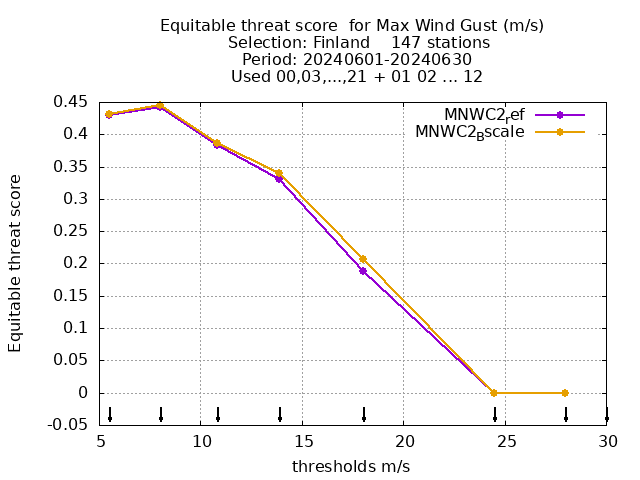 Equitable threat score  for Max Wind Gust (m/s)
Selection: Finland    147 stations
Period: 20240601-20240630
Used 00,03,...,21 + 01 02 ... 12
MNWC2_ref
MNWC2_Bscale
Equitable threat score
0.45
0.4
0.35
0.3
0.25
0.2
0.15
0.1
0.05
0
-0.05
5 10 15 20 25 30
thresholds m/s